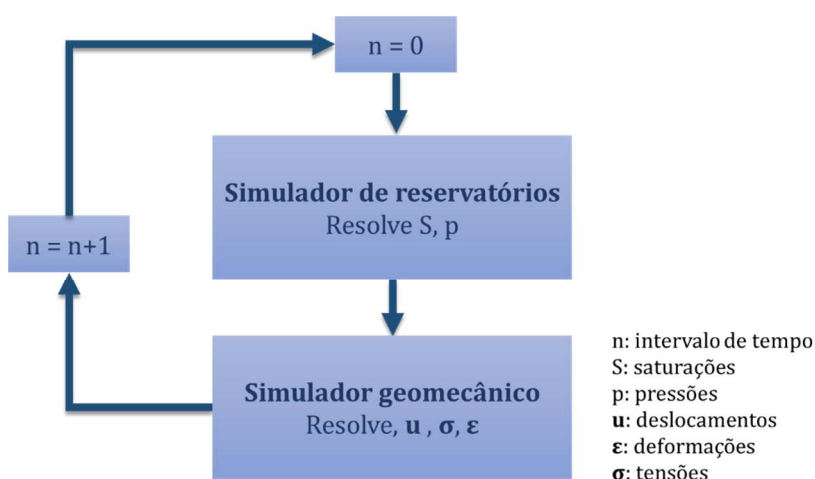 n = 0
Simulador de reservatórios
Resolve S, p
n = n+1
Simulador geomecânico
Resolve, u , σ, ε
n: intervalo de tempo
S: saturações
p: pressões
u: deslocamentos
ε: deformações
σ: tensões